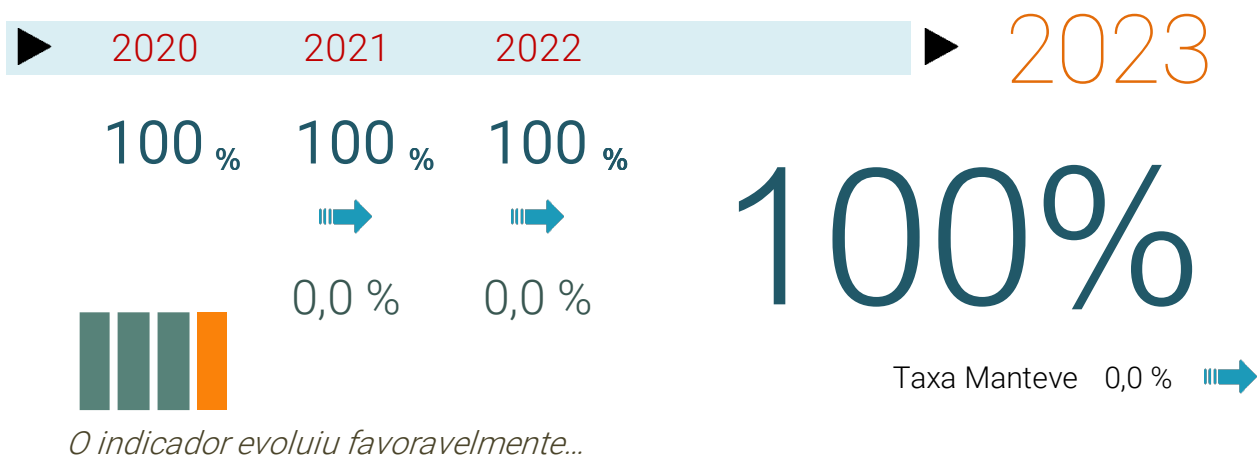 2020 2021 2022 2023
100 % 100 % 100 %
100%
0,0 % 0,0 %
Taxa Manteve 0,0 %
O indicador evoluiu favoravelmente...